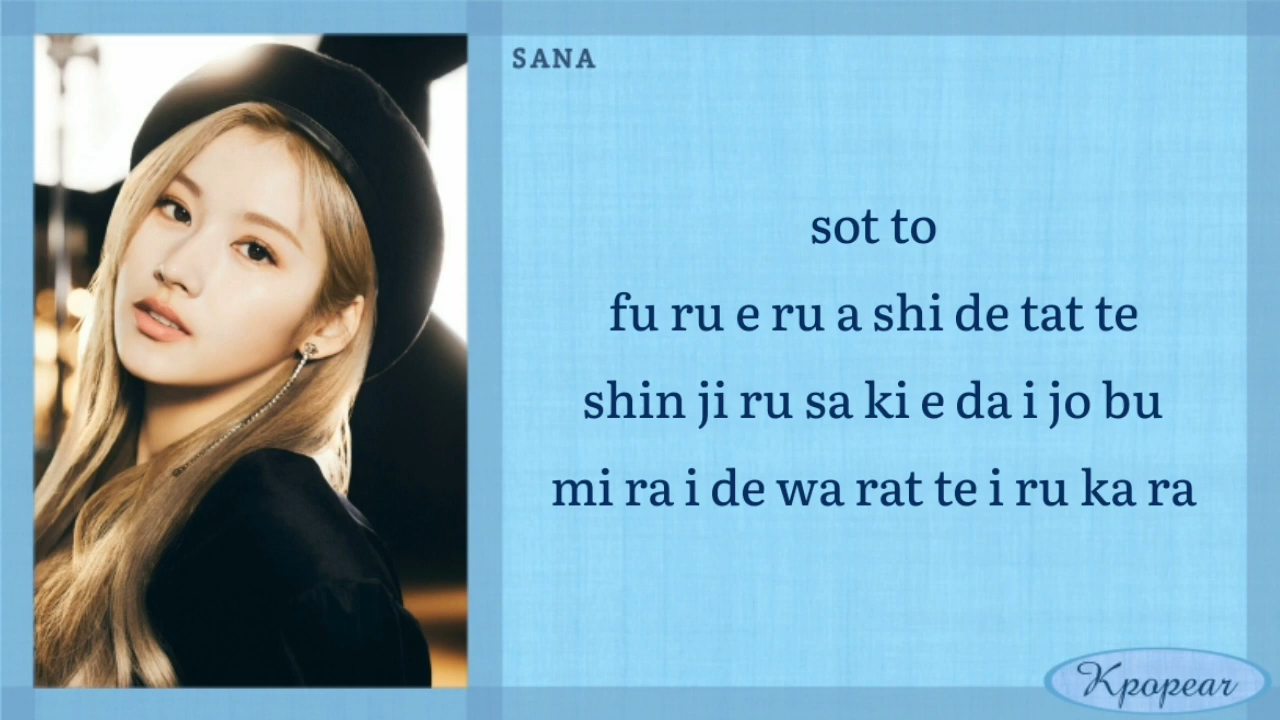 SANA
sot to
fu ru e ru a shi de tat te
shin ji ru sa ki e da i jo bu
mi ra i de wa rat te i ru ka ra
Kpopear